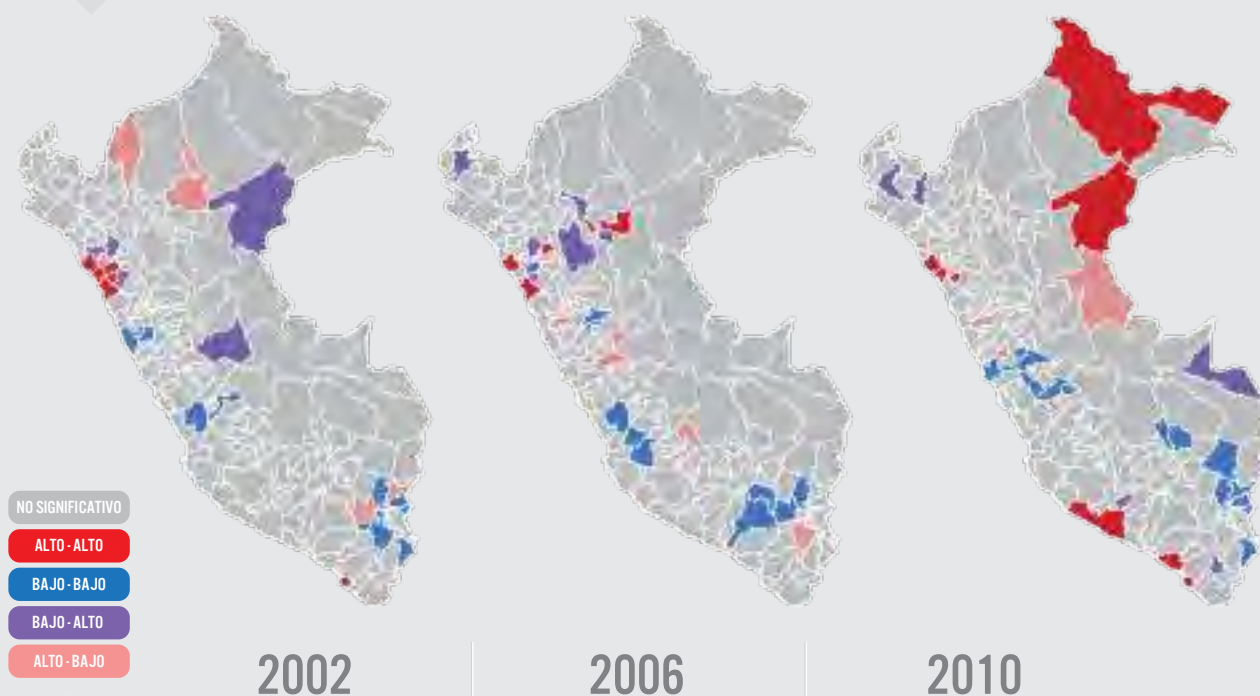 NO SIGNIFICATIVO
ALTO - ALTO
BAJO - BAJO
BAJO - ALTO
ALTO - BAJO
2002
2006
2010